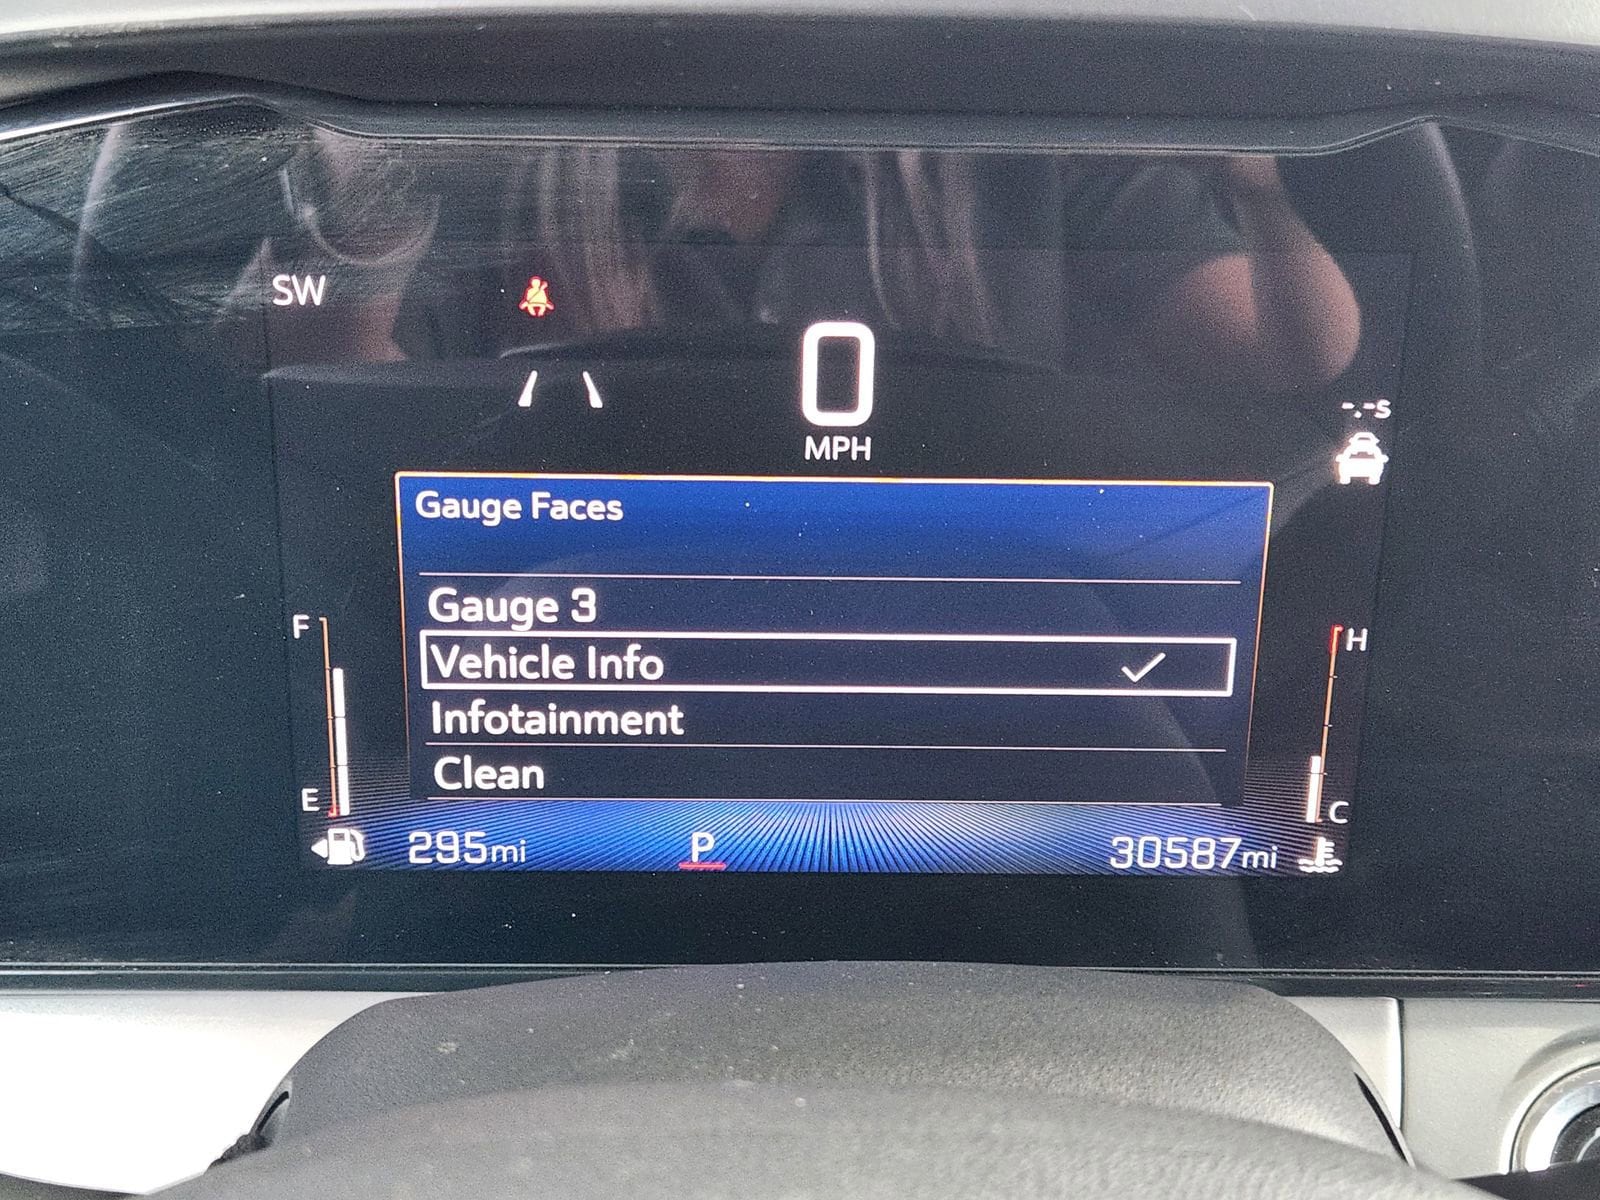 SW
0
MPH
-.-s
Gauge Faces
Gauge 3
Vehicle Info
Infotainment
Clean
F
E
H
C
295mi
P
30587mi